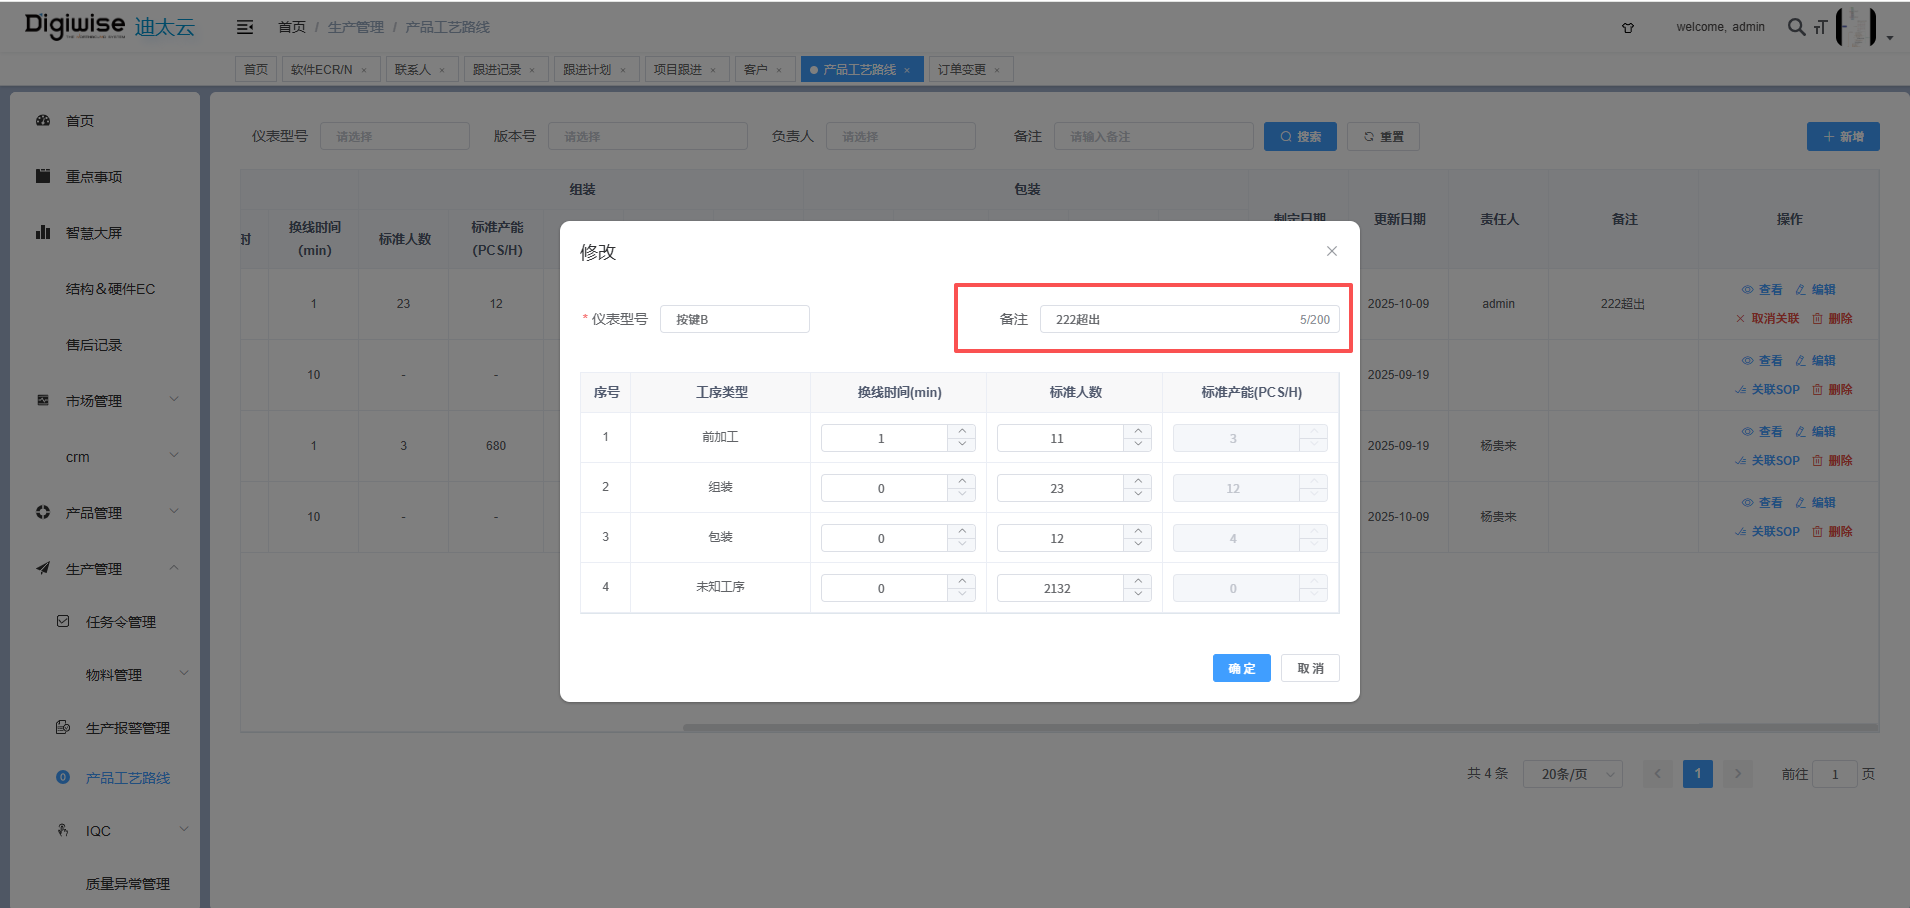 Digiwise 迪太云
首页 / 生产管理 / 产品工艺路线
welcome, admin
首页
软件ECR/N ×
联系人 ×
跟进记录 ×
跟进计划 ×
项目跟进 ×
客户 ×
产品工艺路线 ×
订单变更 ×
首页
重点事项
智慧大屏
结构&硬件EC
售后记录
市场管理
crm
产品管理
生产管理
任务令管理
物料管理
生产报警管理
产品工艺路线
IQC
质量异常管理
仪表型号 请选择 版本号 请选择 负责人 请选择 备注 请输入备注 搜索 重置 新增
组装 包装
时 换线时间(min) 标准人数 标准产能(PCS/H) 制定日期 更新日期 责任人 备注 操作
1 23 12 2025-10-09 admin 222超出 查看 编辑
取消关联 删除
10 - - 2025-09-19 查看 编辑
关联SOP 删除
1 3 680 2025-09-19 杨贵来 查看 编辑
关联SOP 删除
10 - - 2025-10-09 杨贵来 查看 编辑
关联SOP 删除
修改
* 仪表型号 按键B 备注 222超出 5/200
序号 工序类型 换线时间(min) 标准人数 标准产能(PCS/H)
1 前加工 1 11 3
2 组装 0 23 12
3 包装 0 12 4
4 未知工序 0 2132 0
确定 取消
共 4 条 20条/页 1 前往 1 页